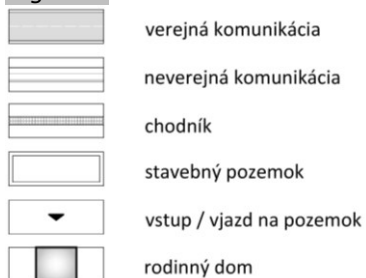 verejná komunikácia
neverejná komunikácia
chodník
stavebný pozemok
vstup / vjazd na pozemok
rodinný dom